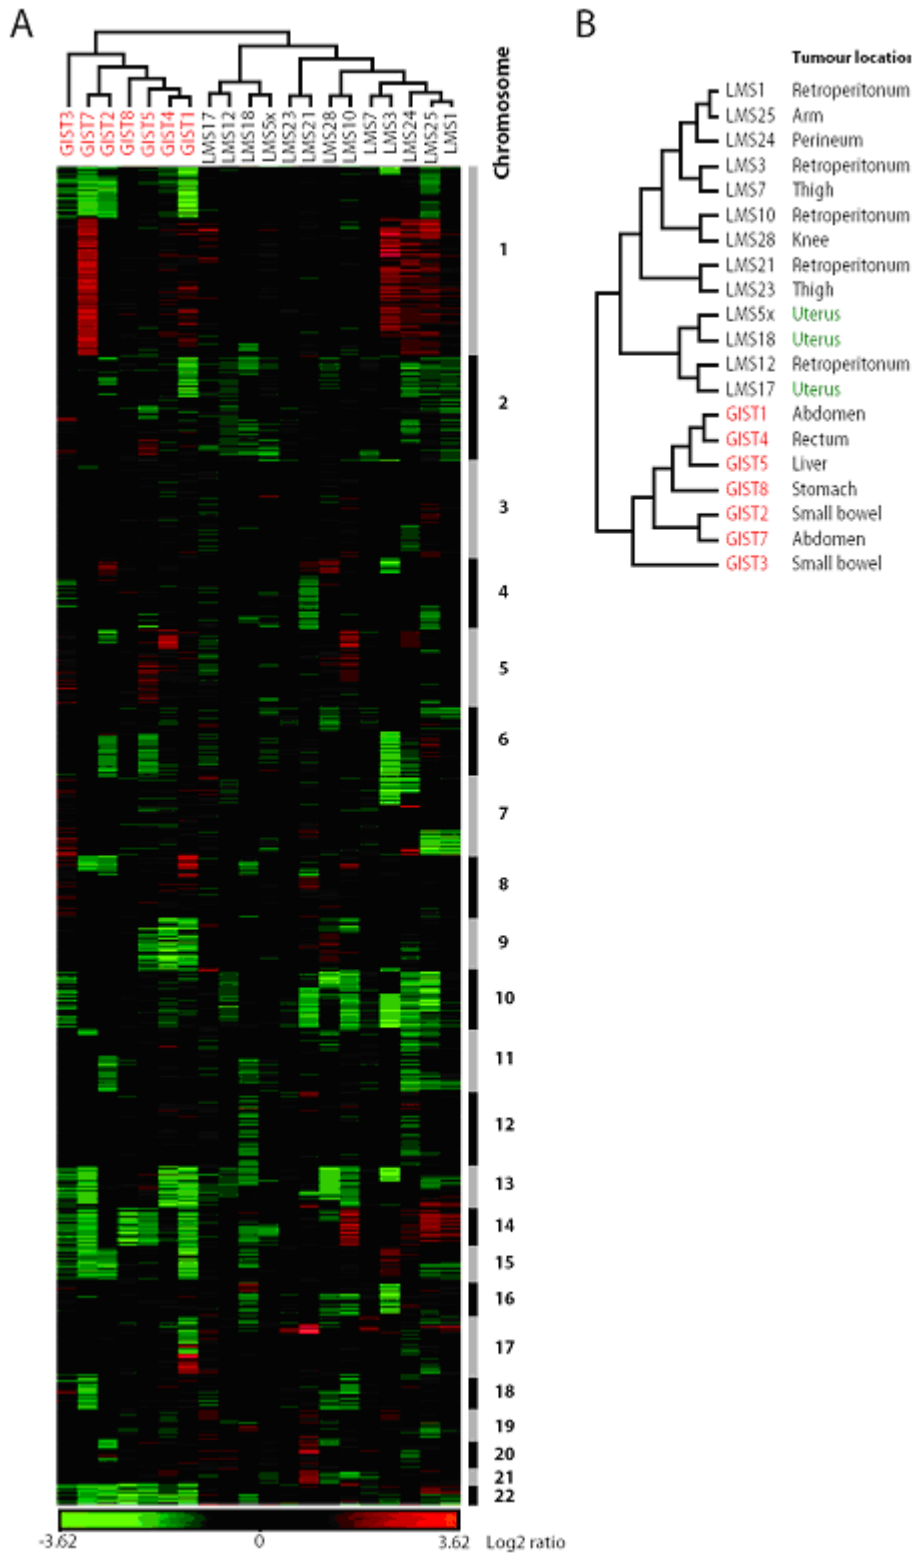 A
B
GIST3
GIST7
GIST2
GIST8
GIST5
GIST4
GIST1
LMS17
LMS12
LMS18
LMS5x
LMS23
LMS21
LMS28
LMS10
LMS7
LMS3
LMS24
LMS25
LMS1
Chromosome
1
2
3
4
5
6
7
8
9
10
11
12
13
14
15
16
17
18
19
20
21
22
-3.62 0 3.62 Log2 ratio
Tumour location
LMS1 Retroperitonum
LMS25 Arm
LMS24 Perineum
LMS3 Retroperitonum
LMS7 Thigh
LMS10 Retroperitonum
LMS28 Knee
LMS21 Retroperitonum
LMS23 Thigh
LMS5x Uterus
LMS18 Uterus
LMS12 Retroperitonum
LMS17 Uterus
GIST1 Abdomen
GIST4 Rectum
GIST5 Liver
GIST8 Stomach
GIST2 Small bowel
GIST7 Abdomen
GIST3 Small bowel